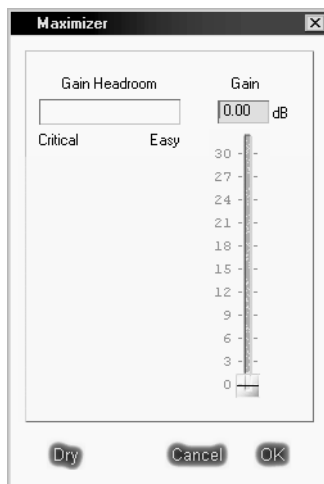 Maximizer
Gain Headroom Gain
0.00 dB
Critical Easy
30
27
24
21
18
15
12
9
6
3
0
Dry Cancel OK